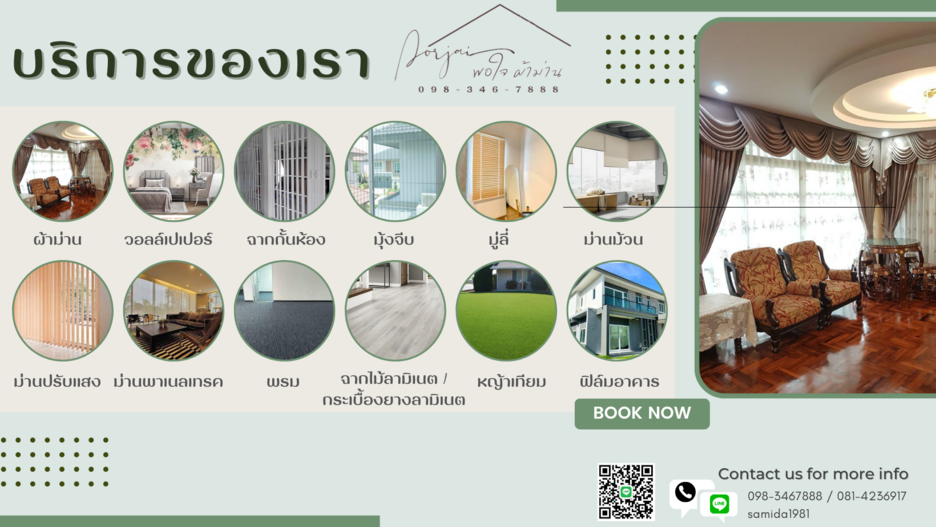 บริการของเรา
Porjai
พอใจ ผ้าม่าน
098-346-7888
ผ้าม่าน
วอลล์เปเปอร์
ฉากกั้นห้อง
มุ้งจีบ
มู่ลี่
ม่านม้วน
ม่านปรับแสง
ม่านพาเนลแทรค
พรม
ฉากไม้ลามิเนต /
กระเบื้องยางลามิเนต
หญ้าเทียม
ฟิล์มอาคาร
BOOK NOW
Contact us for more info
098-3467888 / 081-4236917
LINE
samida1981